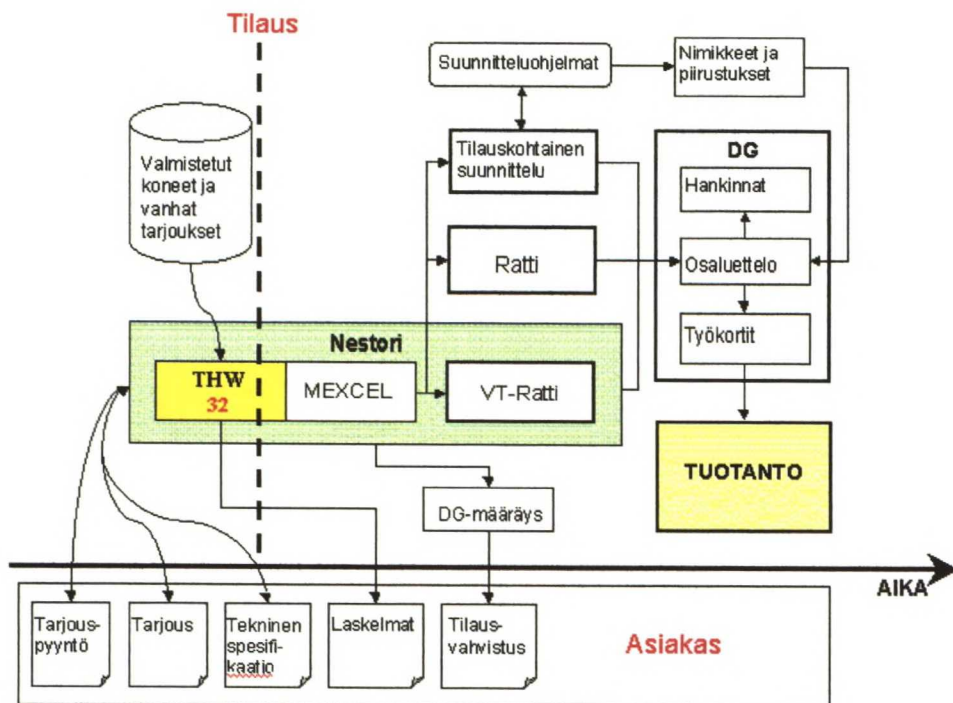 Tilaus
Suunnitteluohjelmat
Nimikkeet ja
piirustukset
Valmistetut
koneet ja
vanhat
tarjoukset
Tilauskohtainen
suunnittelu
DG
Hankinnat
Ratti
Osaluettelo
Työkortit
Nestori
THW
32
MEXCEL
VT-Ratti
TUOTANTO
DG-määräys
AIKA
Tarjous-
pyyntö
Tarjous
Tekninen
spesifi-
kaatio
Laskelmat
Tilaus-
vahvistus
Asiakas